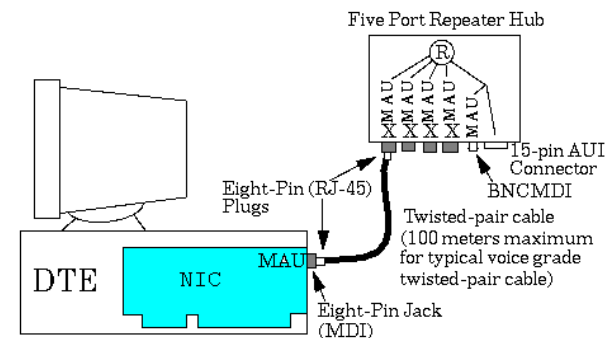 Five Port Repeater Hub
R
MAU
MAU
MAU
MAU
MAU
X
X
X
X
15-pin AUI
Connector
BNCMDI
Eight-Pin (RJ-45)
Plugs
Twisted-pair cable
(100 meters maximum
for typical voice grade
twisted-pair cable)
MAU
DTE
NIC
Eight-Pin Jack
(MDI)